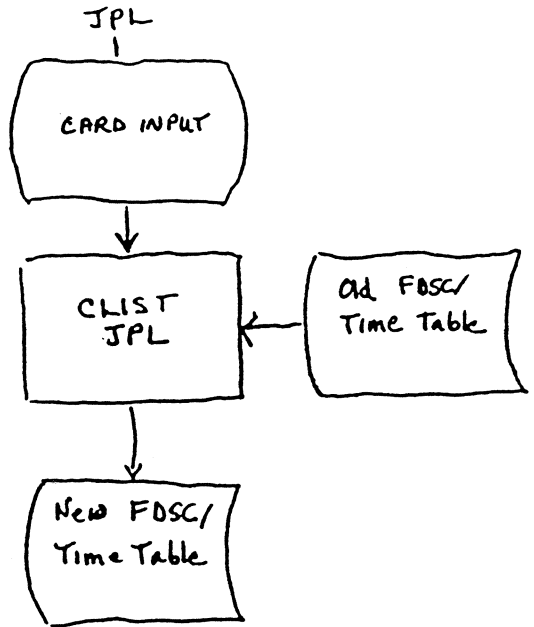 JPL
CARD INPUT
CLIST
JPL
Old FDSC/
Time Table
New FDSC/
Time Table